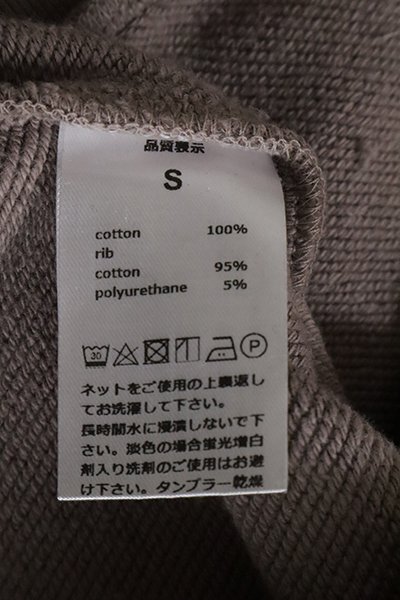 品質表示
S
cotton 100%
rib
cotton 95%
polyurethane 5%
30 P
ネットをご使用の上裏返し
てお洗濯して下さい。
長時間水に浸漬しないで下
さい。淡色の場合蛍光増白
剤入り洗剤のご使用はお避
け下さい。タンブラー乾燥